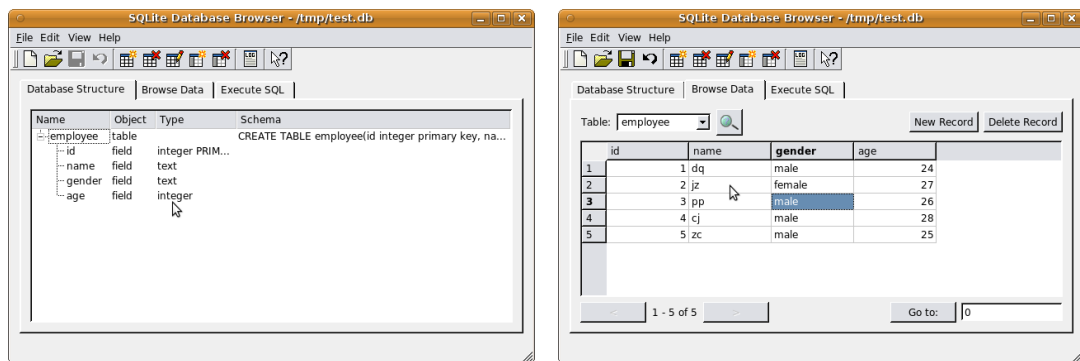 SQLite Database Browser - /tmp/test.db
File Edit View Help
LOG
Database Structure Browse Data Execute SQL
Name Object Type Schema
employee table CREATE TABLE employee(id integer primary key, na...
id field integer PRIM...
name field text
gender field text
age field integer
SQLite Database Browser - /tmp/test.db
File Edit View Help
LOG
Database Structure Browse Data Execute SQL
Table: employee New Record Delete Record
id name gender age
1 1 dq male 24
2 2 jz female 27
3 3 pp male 26
4 4 cj male 28
5 5 zc male 25
< 1 - 5 of 5 > Go to: 0